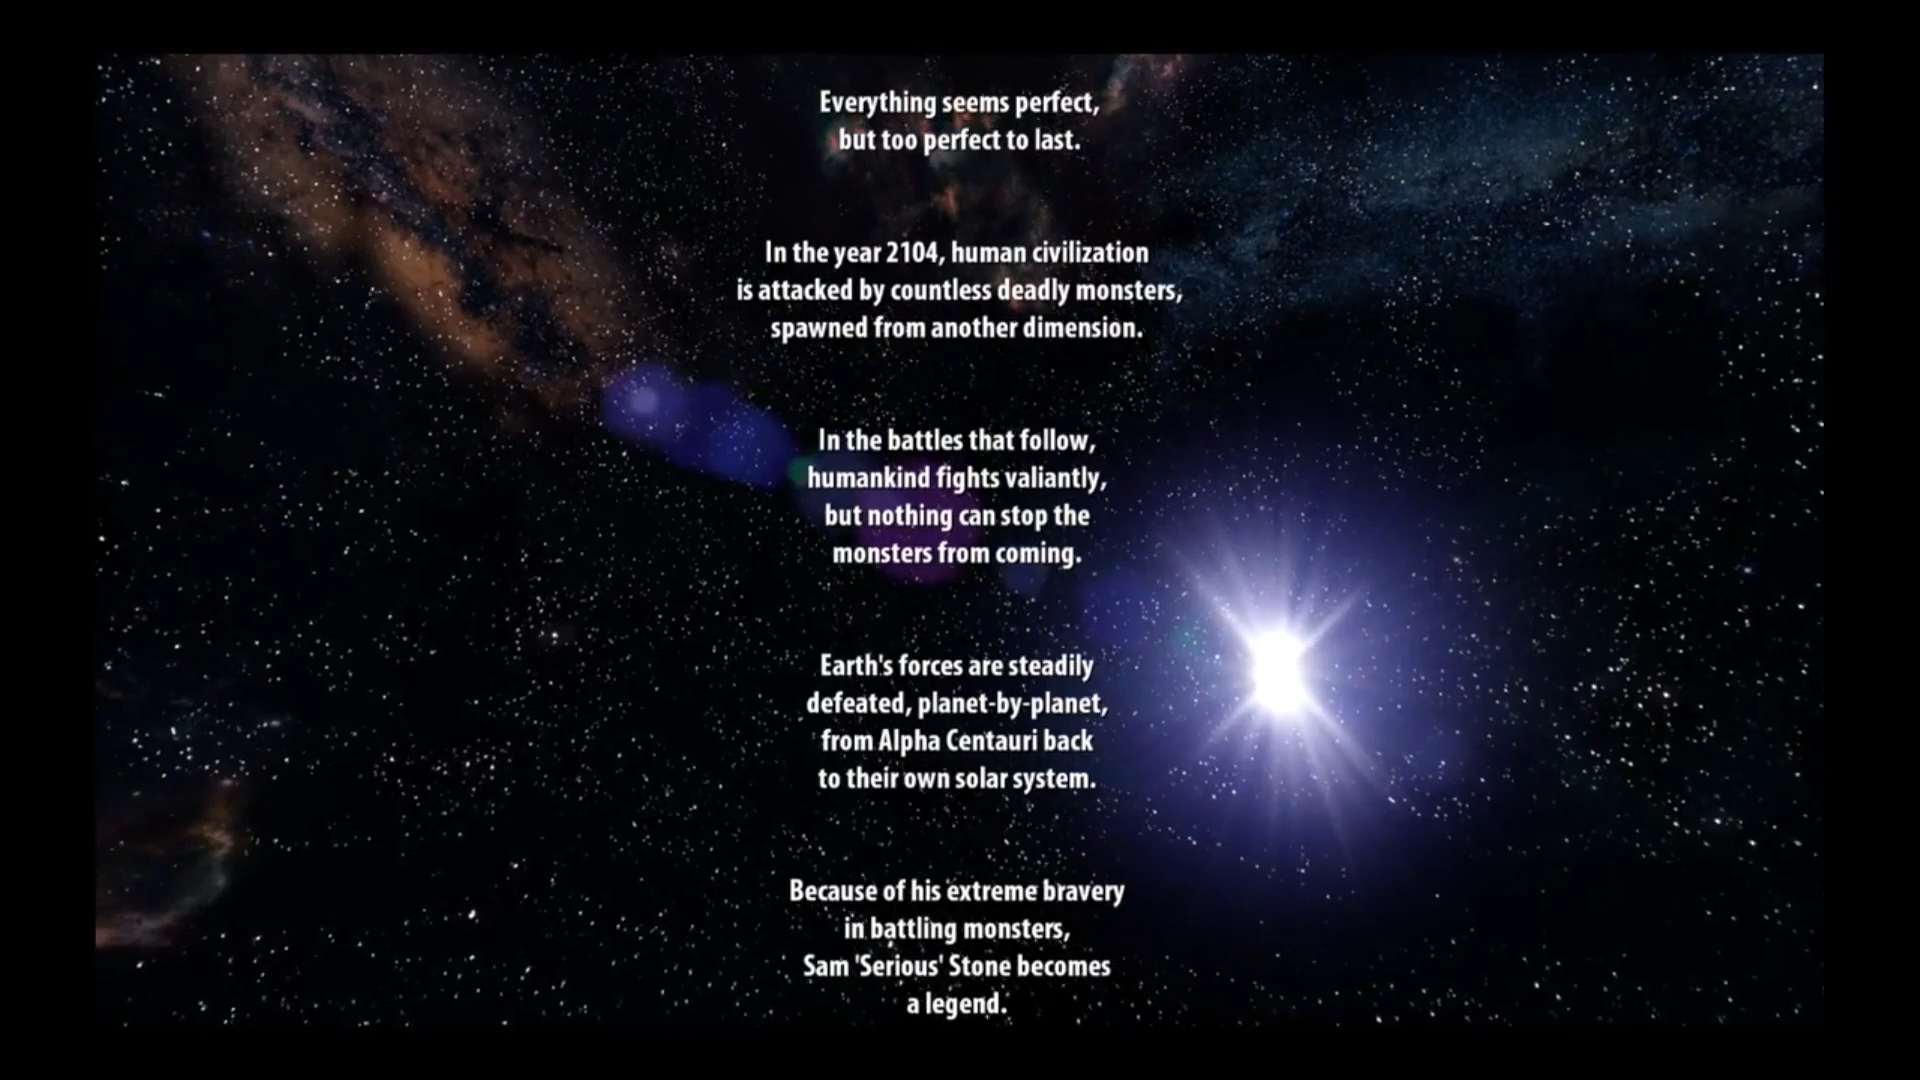 Everything seems perfect,
but too perfect to last.
In the year 2104, human civilization
is attacked by countless deadly monsters,
spawned from another dimension.
In the battles that follow,
humankind fights valiantly,
but nothing can stop the
monsters from coming.
Earth's forces are steadily
defeated, planet-by-planet,
from Alpha Centauri back
to their own solar system.
Because of his extreme bravery
in battling monsters,
Sam 'Serious' Stone becomes
a legend.